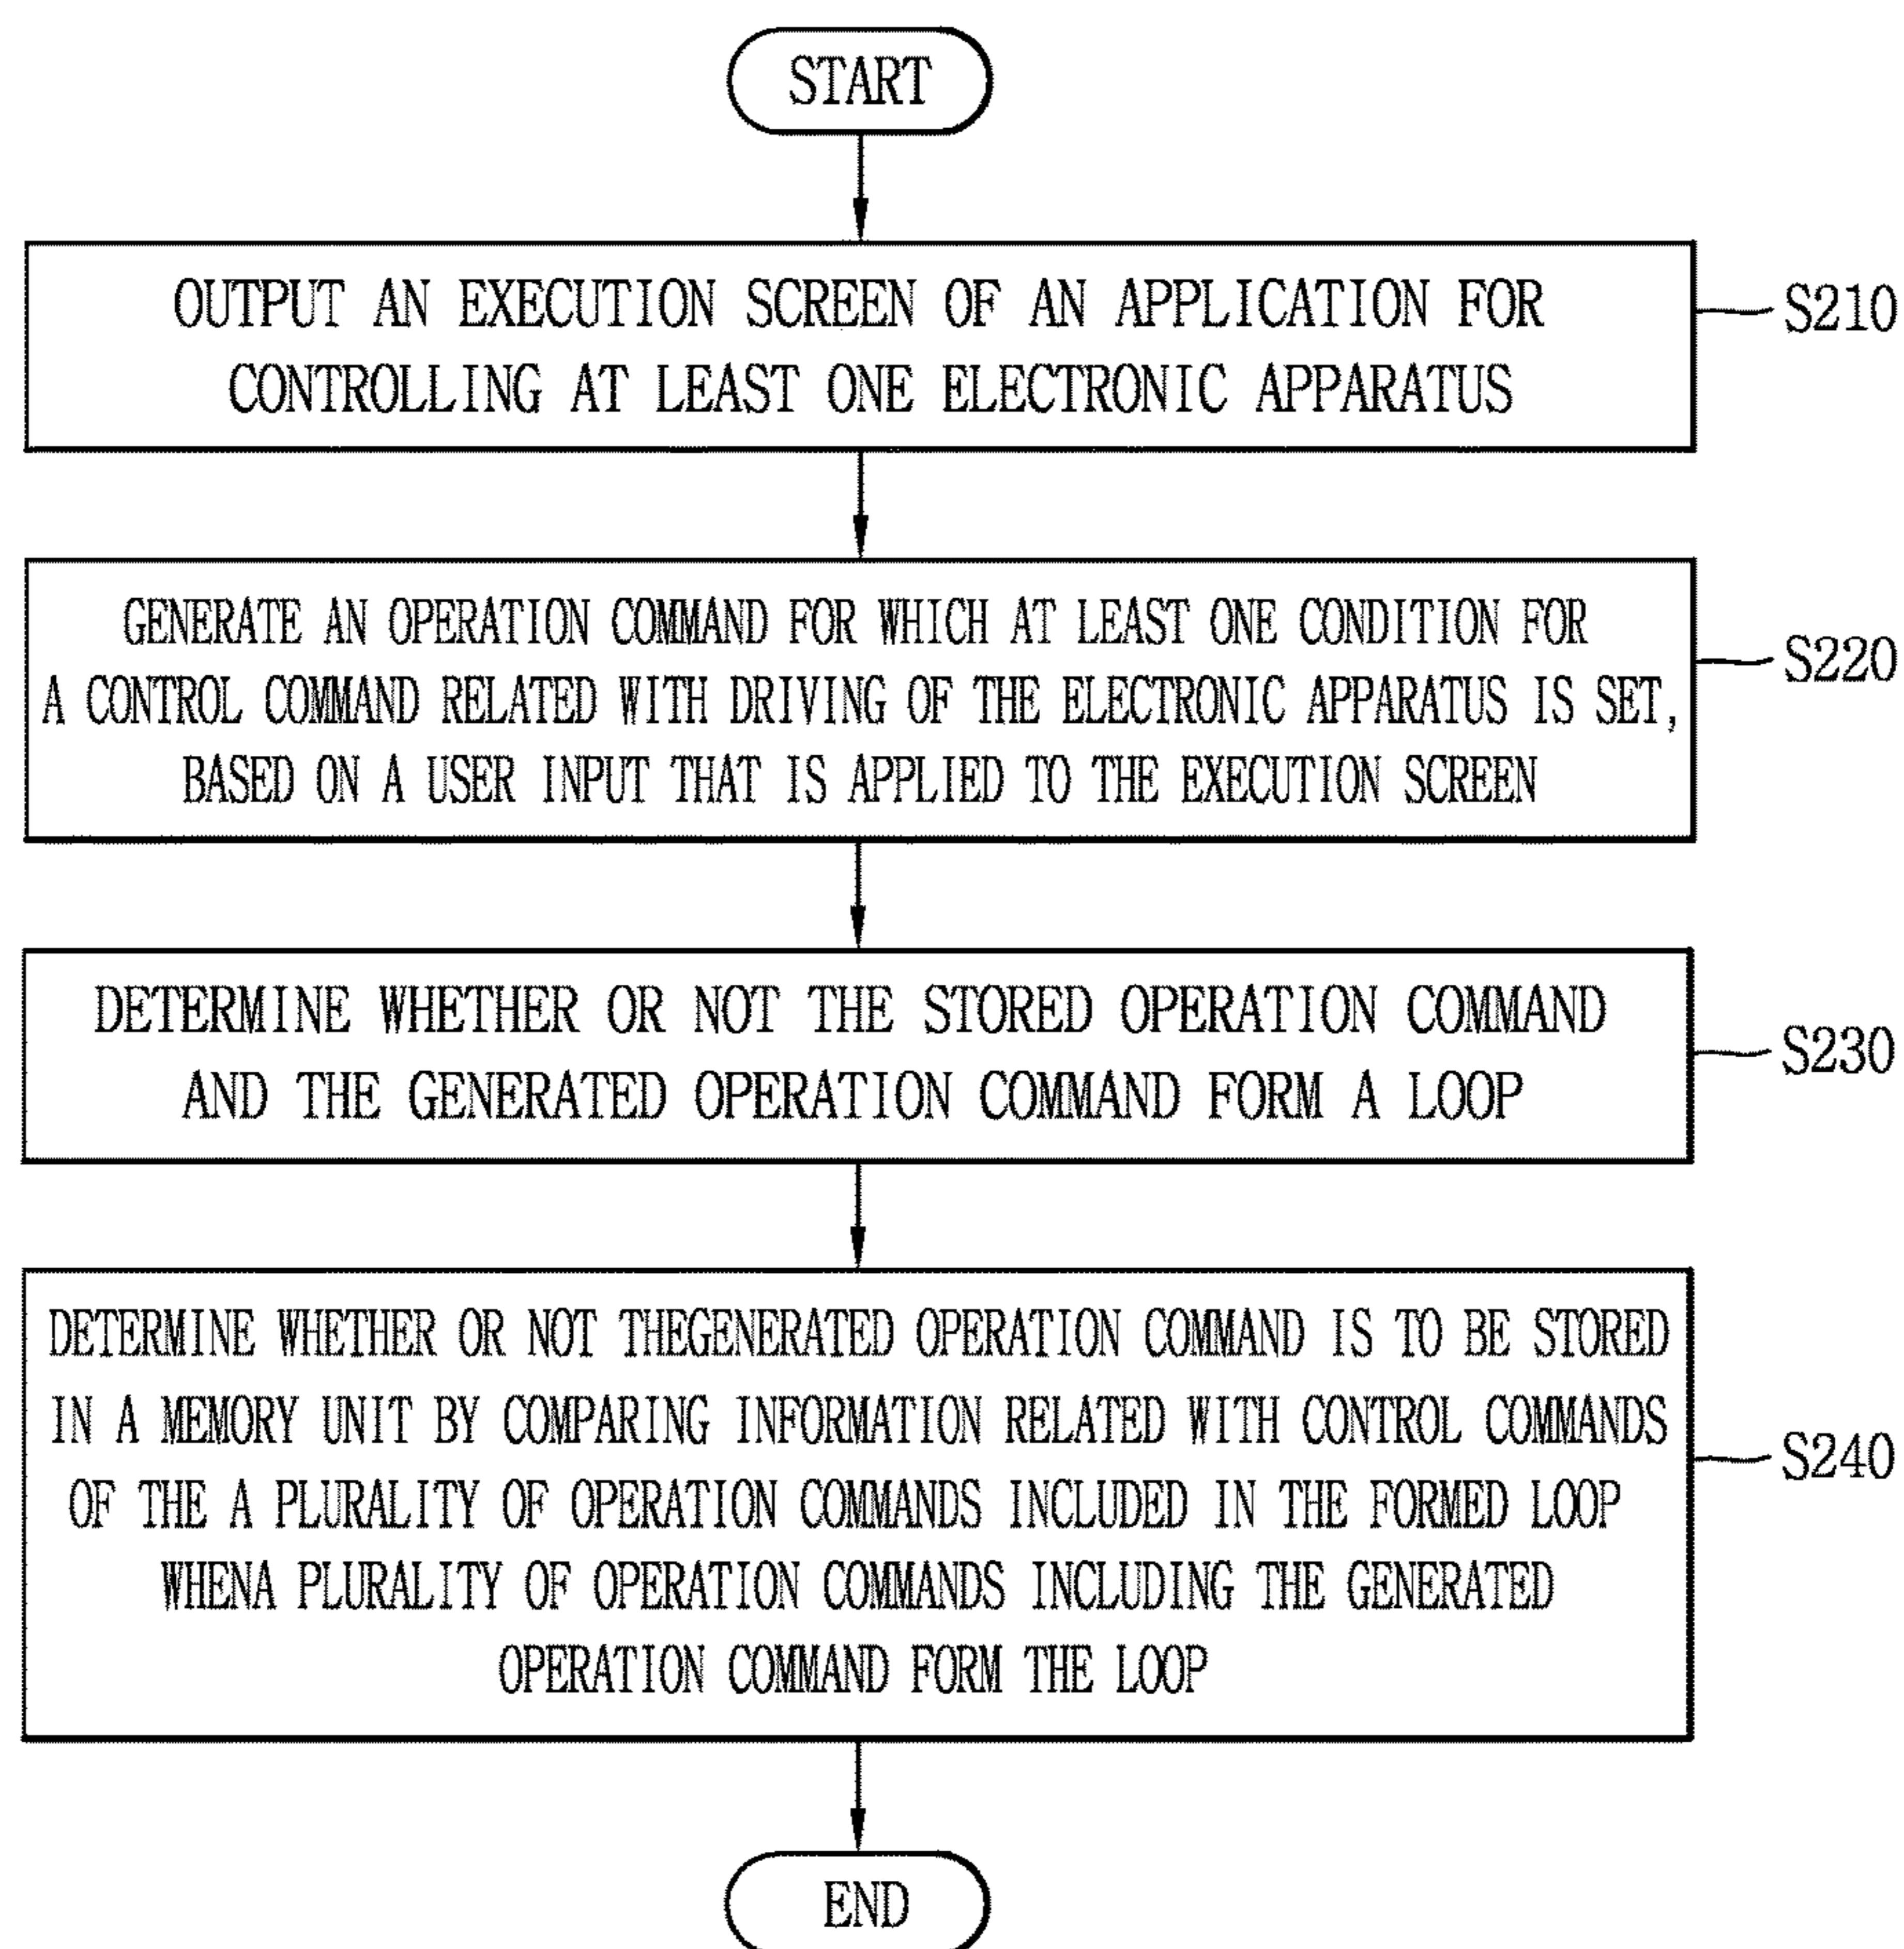 START
OUTPUT AN EXECUTION SCREEN OF AN APPLICATION FOR
CONTROLLING AT LEAST ONE ELECTRONIC APPARATUS
S210
GENERATE AN OPERATION COMMAND FOR WHICH AT LEAST ONE CONDITION FOR
A CONTROL COMMAND RELATED WITH DRIVING OF THE ELECTRONIC APPARATUS IS SET,
BASED ON A USER INPUT THAT IS APPLIED TO THE EXECUTION SCREEN
S220
DETERMINE WHETHER OR NOT THE STORED OPERATION COMMAND
AND THE GENERATED OPERATION COMMAND FORM A LOOP
S230
DETERMINE WHETHER OR NOT THEGENERATED OPERATION COMMAND IS TO BE STORED
IN A MEMORY UNIT BY COMPARING INFORMATION RELATED WITH CONTROL COMMANDS
OF THE A PLURALITY OF OPERATION COMMANDS INCLUDED IN THE FORMED LOOP
WHENA PLURALITY OF OPERATION COMMANDS INCLUDING THE GENERATED
OPERATION COMMAND FORM THE LOOP
S240
END